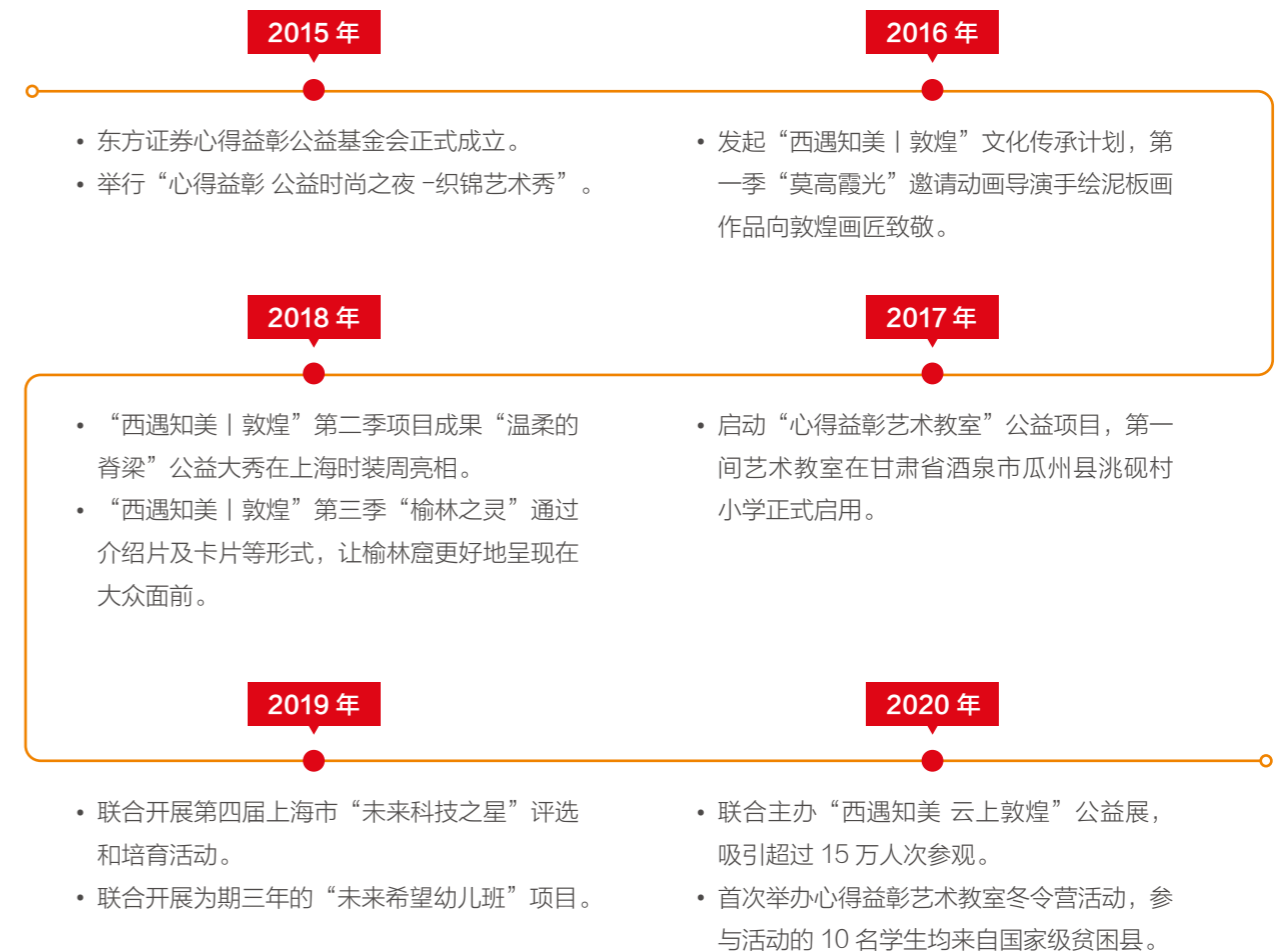 2015 年
• 东方证券心得益彰公益基金会正式成立。
• 举行“心得益彰 公益时尚之夜 -织锦艺术秀”。
2016 年
• 发起“西遇知美丨敦煌”文化传承计划，第
一季“莫高霞光”邀请动画导演手绘泥板画
作品向敦煌画匠致敬。
2017 年
• 启动“心得益彰艺术教室”公益项目，第一
间艺术教室在甘肃省酒泉市瓜州县洮砚村
小学正式启用。
2018 年
• “西遇知美丨敦煌”第二季项目成果“温柔的
脊梁”公益大秀在上海时装周亮相。
• “西遇知美丨敦煌”第三季“榆林之灵”通过
介绍片及卡片等形式，让榆林窟更好地呈现在
大众面前。
2019 年
• 联合开展第四届上海市“未来科技之星”评选
和培育活动。
• 联合开展为期三年的“未来希望幼儿班”项目。
2020 年
• 联合主办“西遇知美 云上敦煌”公益展，
吸引超过 15 万人次参观。
• 首次举办心得益彰艺术教室冬令营活动，参
与活动的 10 名学生均来自国家级贫困县。